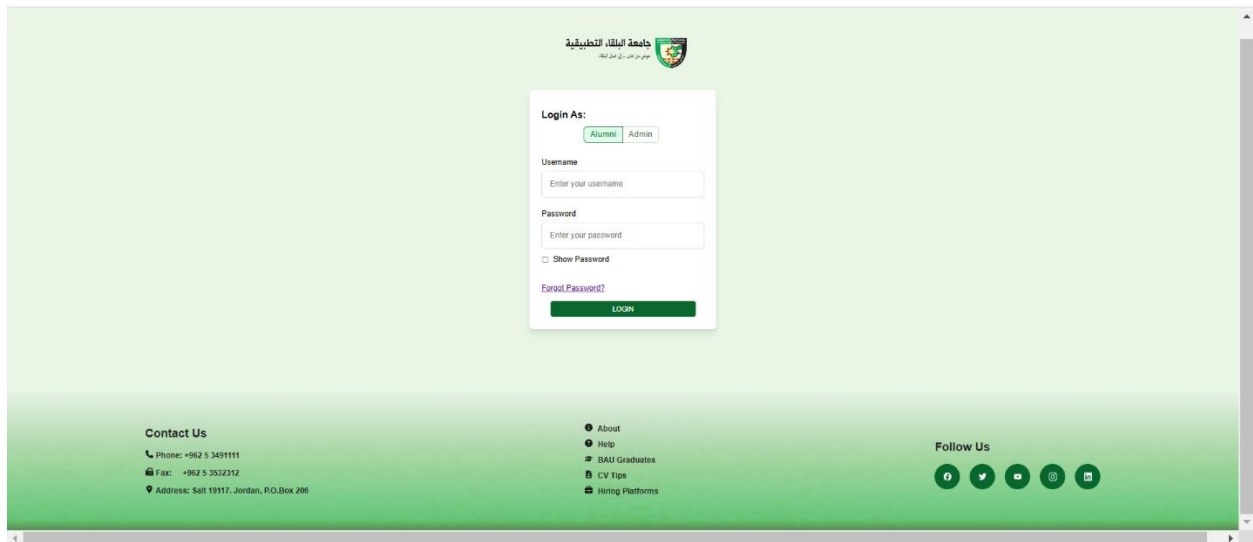 جامعة البلقاء التطبيقية
Login As:
Alumni Admin
Username
Enter your username
Password
Enter your password
Show Password
Forgot Password?
LOGIN
Contact Us
Phone: +962 5 3491111
Fax: +962 5 3532312
Address: Salt 19117. Jordan, P.O.Box 206
About
Help
BAU Graduates
CV Tips
Hiring Platforms
Follow Us